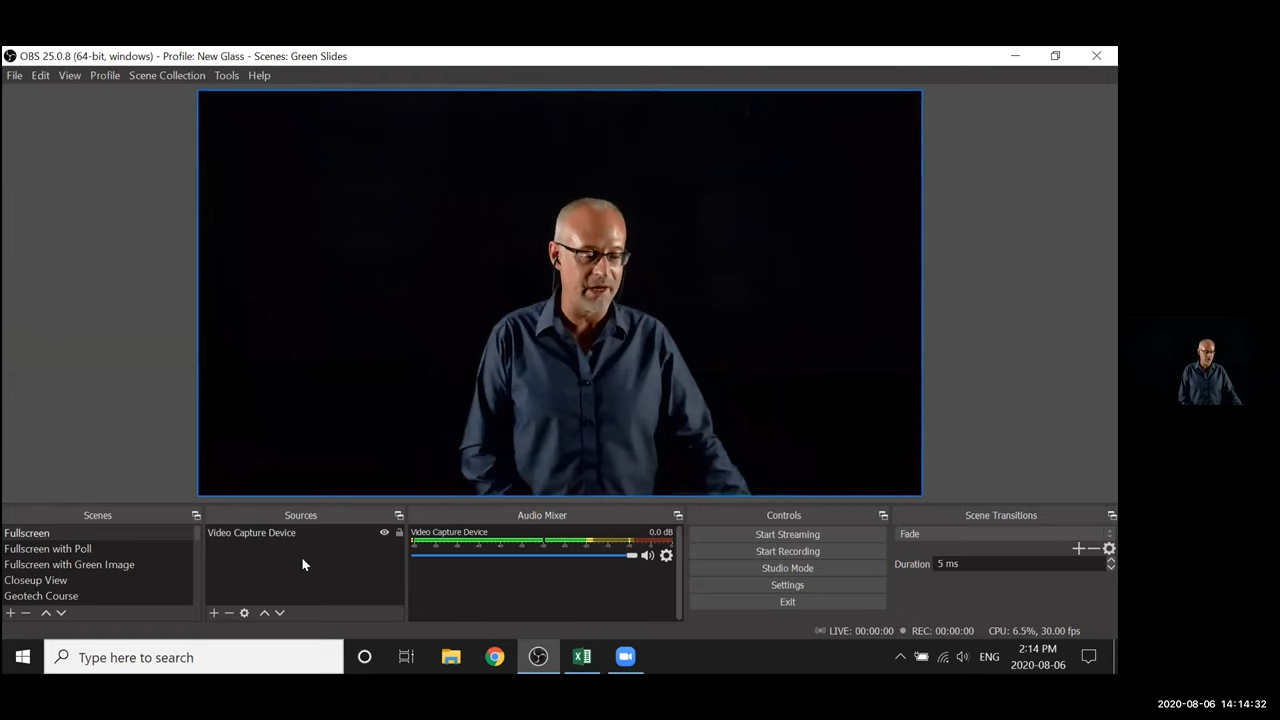 OBS 25.0.8 (64-bit, windows) - Profile: New Glass - Scenes: Green Slides
File Edit View Profile Scene Collection Tools Help
Scenes
Fullscreen
Fullscreen with Poll
Fullscreen with Green Image
Closeup View
Geotech Course
Sources
Video Capture Device
Audio Mixer
Video Capture Device 0.0 dB
Controls
Start Streaming
Start Recording
Studio Mode
Settings
Exit
Scene Transitions
Fade
Duration 5 ms
LIVE: 00:00:00 REC: 00:00:00 CPU: 6.5%, 30.00 fps
Type here to search
ENG
2:14 PM
2020-08-06
2020-08-06 14:14:32